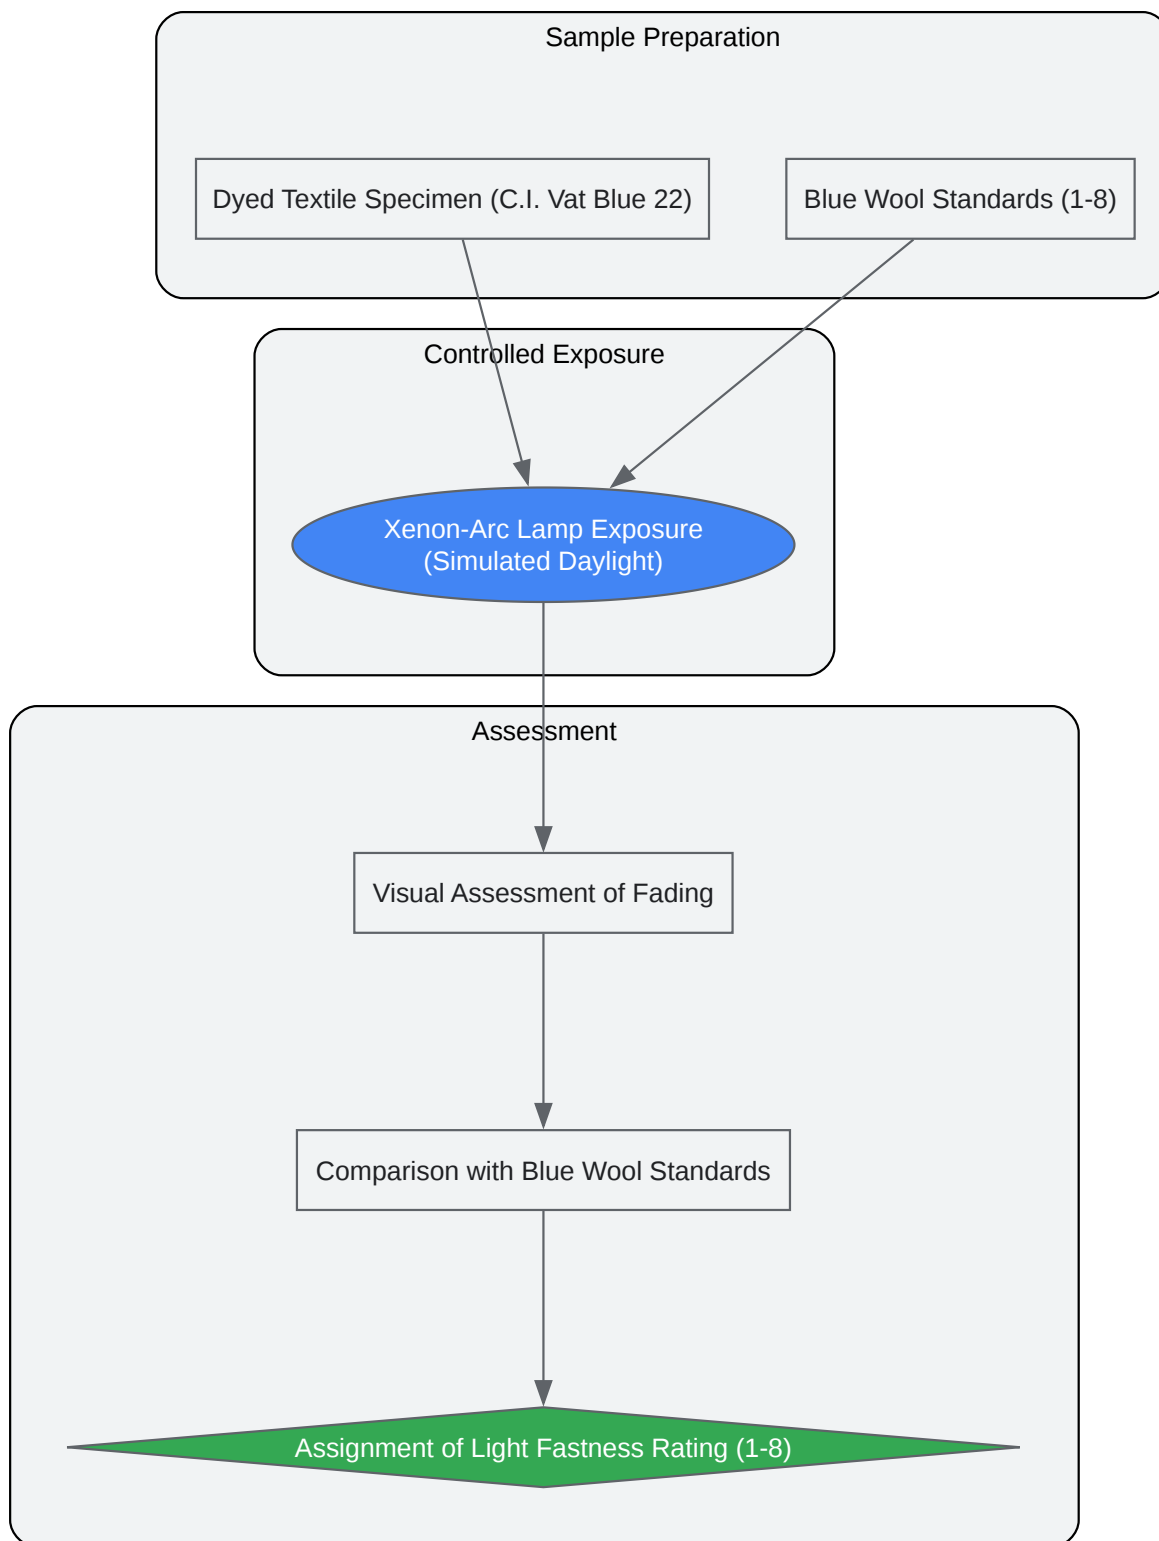 Sample Preparation
Dyed Textile Specimen (C.I. Vat Blue 22)
Blue Wool Standards (1-8)
Controlled Exposure
Xenon-Arc Lamp Exposure
(Simulated Daylight)
Assessment
Visual Assessment of Fading
Comparison with Blue Wool Standards
Assignment of Light Fastness Rating (1-8)